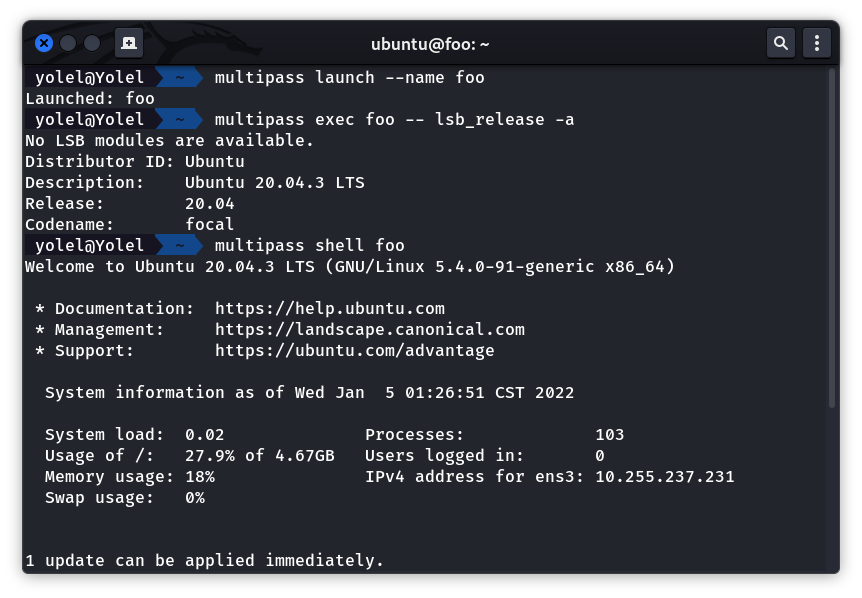 ubuntu@foo: ~
yolel@Yolel ~ multipass launch --name foo
Launched: foo
yolel@Yolel ~ multipass exec foo -- lsb_release -a
No LSB modules are available.
Distributor ID: Ubuntu
Description:    Ubuntu 20.04.3 LTS
Release:        20.04
Codename:       focal
yolel@Yolel ~ multipass shell foo
Welcome to Ubuntu 20.04.3 LTS (GNU/Linux 5.4.0-91-generic x86_64)
* Documentation:  https://help.ubuntu.com
* Management:     https://landscape.canonical.com
* Support:        https://ubuntu.com/advantage
System information as of Wed Jan  5 01:26:51 CST 2022
System load:  0.02              Processes:             103
Usage of /:   27.9% of 4.67GB   Users logged in:       0
Memory usage: 18%               IPv4 address for ens3: 10.255.237.231
Swap usage:   0%
1 update can be applied immediately.